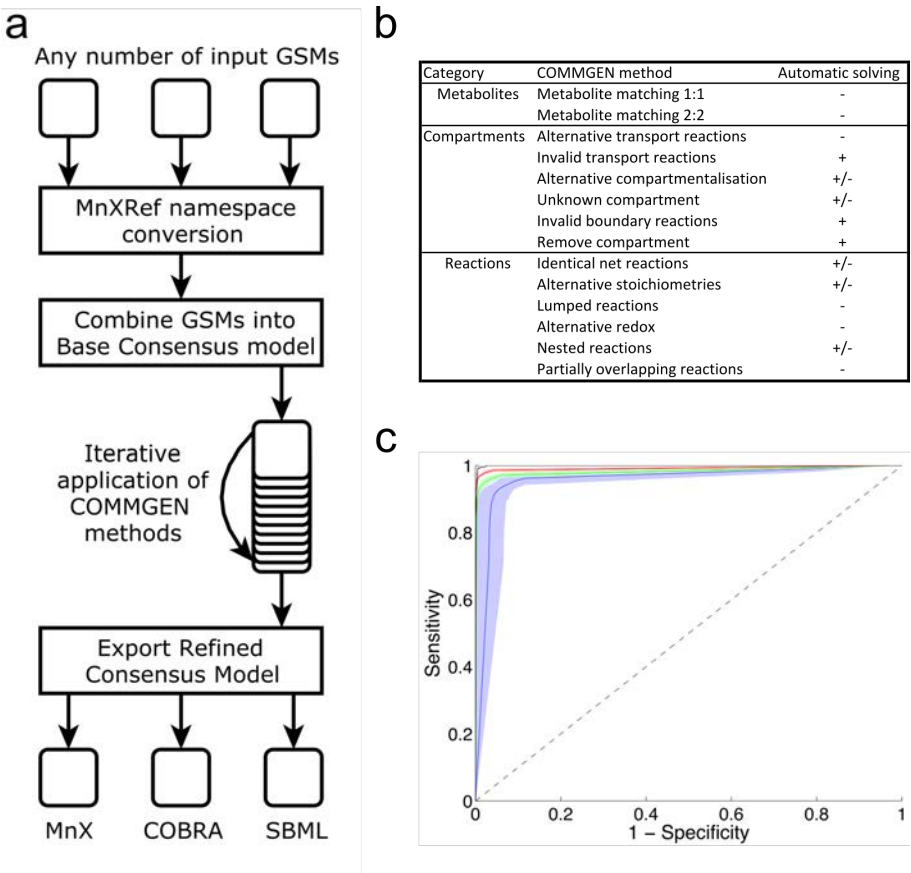 a
Any number of input GSMs
MnXRef namespace
conversion
Combine GSMs into
Base Consensus model
Iterative
application of
COMMGEN
methods
Export Refined
Consensus Model
MnX COBRA SBML
b
Category COMMGEN method Automatic solving
Metabolites Metabolite matching 1:1 -
Metabolite matching 2:2 -
Compartments Alternative transport reactions -
Invalid transport reactions +
Alternative compartmentalisation +/-
Unknown compartment +/-
Invalid boundary reactions +
Remove compartment +
Reactions Identical net reactions +/-
Alternative stoichiometries +/-
Lumped reactions -
Alternative redox -
Nested reactions +/-
Partially overlapping reactions -
c
Sensitivity
1
0.8
0.6
0.4
0.2
0
0 0.2 0.4 0.6 0.8 1
1 – Specificity